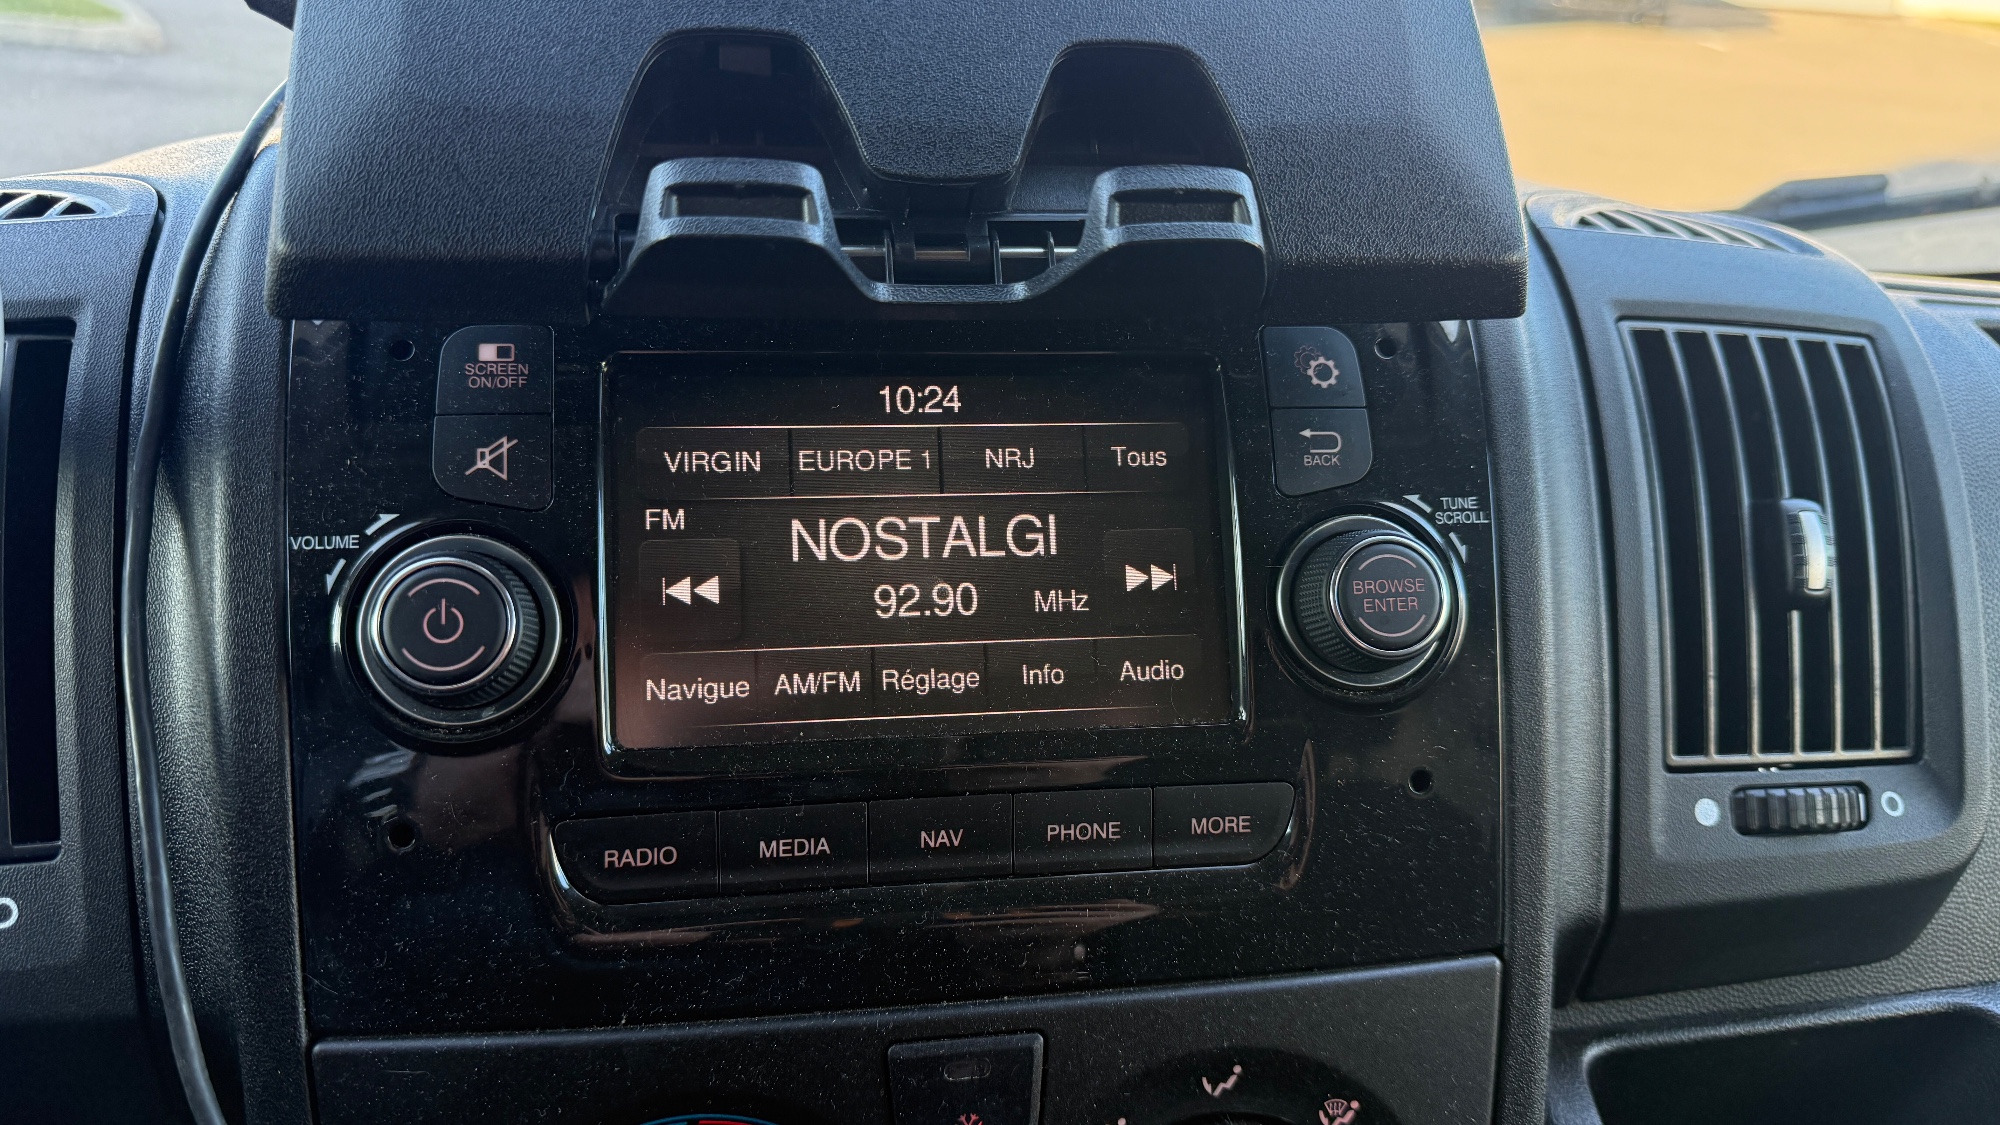 SCREEN
ON/OFF
10:24
VIRGIN EUROPE 1 NRJ Tous
BACK
FM
NOSTALGI
92.90 MHz
VOLUME
TUNE
SCROLL
BROWSE
ENTER
Navigue AM/FM Réglage Info Audio
RADIO MEDIA NAV PHONE MORE